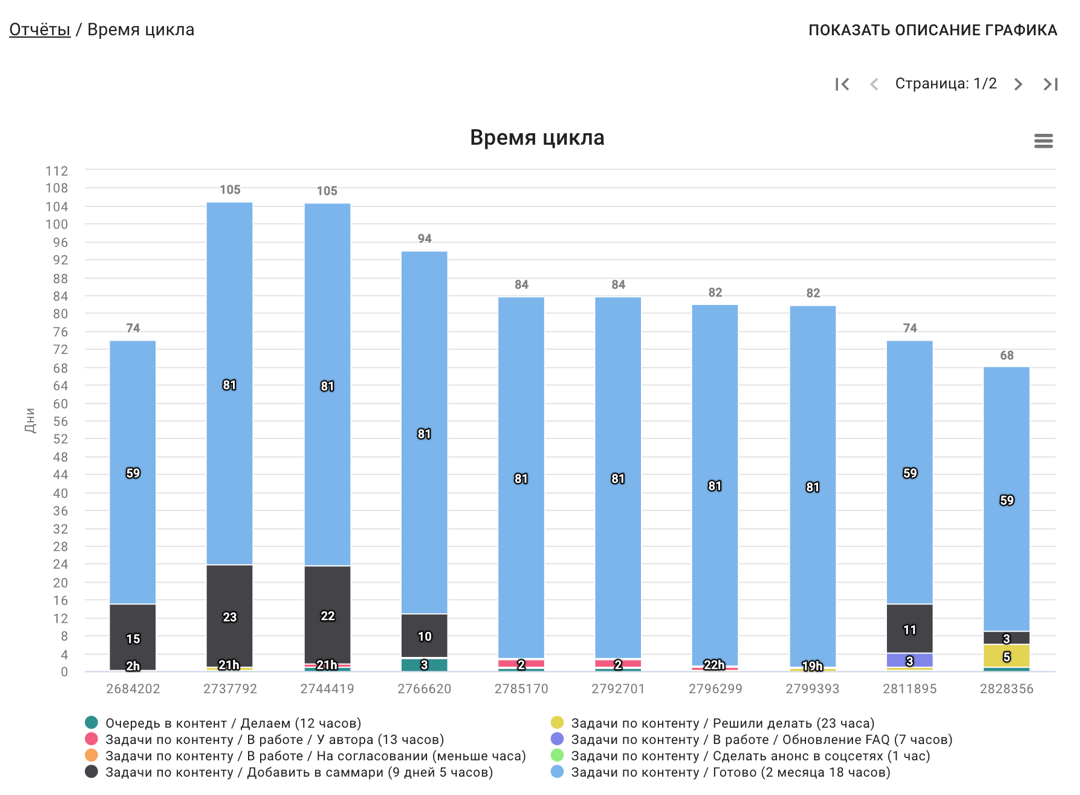 Отчёты / Время цикла
ПОКАЗАТЬ ОПИСАНИЕ ГРАФИКА
Страница: 1/2
Время цикла
Дни
112
108
104
100
96
92
88
84
80
76
72
68
64
60
56
52
48
44
40
36
32
28
24
20
16
12
8
4
0
74 105 105 94 84 84 82 82 74 68
59 81 81 81 81 81 81 81 59 59
15 23 22 10 11 3
2h 21h 21h 3 2 2 22h 19h 3 5
2684202 2737792 2744419 2766620 2785170 2792701 2796299 2799393 2811895 2828356
Очередь в контент / Делаем (12 часов)
Задачи по контенту / Решили делать (23 часа)
Задачи по контенту / В работе / У автора (13 часов)
Задачи по контенту / В работе / Обновление FAQ (7 часов)
Задачи по контенту / В работе / На согласовании (меньше часа)
Задачи по контенту / Сделать анонс в соцсетях (1 час)
Задачи по контенту / Добавить в саммари (9 дней 5 часов)
Задачи по контенту / Готово (2 месяца 18 часов)